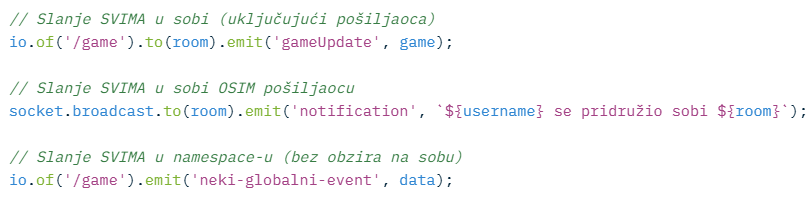 // Slanje SVIMA u sobi (uključujući pošiljaoca)
io.of('/game').to(room).emit('gameUpdate', game);
// Slanje SVIMA u sobi OSIM pošiljaocu
socket.broadcast.to(room).emit('notification', `${username} se pridružio sobi ${room}`);
// Slanje SVIMA u namespace-u (bez obzira na sobu)
io.of('/game').emit('neki-globalni-event', data);